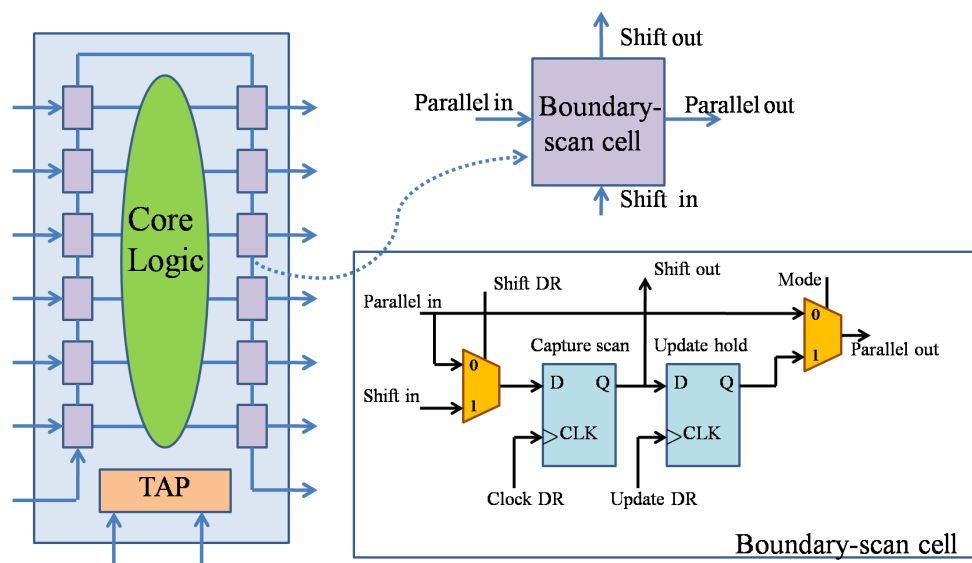 Core
Logic
TAP
Shift out
Parallel in
Boundary-
scan cell
Parallel out
Shift in
Shift DR
Shift out
Mode
Parallel in
0
Capture scan
Update hold
0
1
Parallel out
Shift in
1
D
Q
D
Q
CLK
CLK
Clock DR
Update DR
Boundary-scan cell